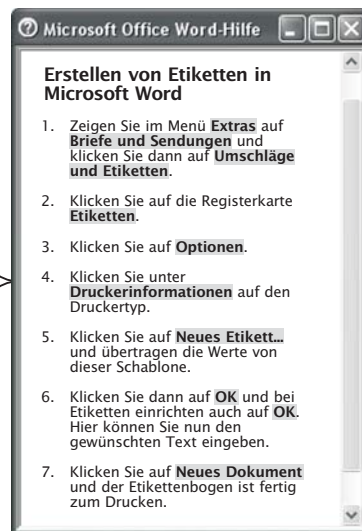 Microsoft Office Word-Hilfe
Erstellen von Etiketten in
Microsoft Word
1. Zeigen Sie im Menü Extras auf
Briefe und Sendungen und
klicken Sie dann auf Umschläge
und Etiketten.
2. Klicken Sie auf die Registerkarte
Etiketten.
3. Klicken Sie auf Optionen.
4. Klicken Sie unter
Druckerinformationen auf den
Druckertyp.
5. Klicken Sie auf Neues Etikett...
und übertragen die Werte von
dieser Schablone.
6. Klicken Sie dann auf OK und bei
Etiketten einrichten auch auf OK.
Hier können Sie nun den
gewünschten Text eingeben.
7. Klicken Sie auf Neues Dokument
und der Etikettenbogen ist fertig
zum Drucken.